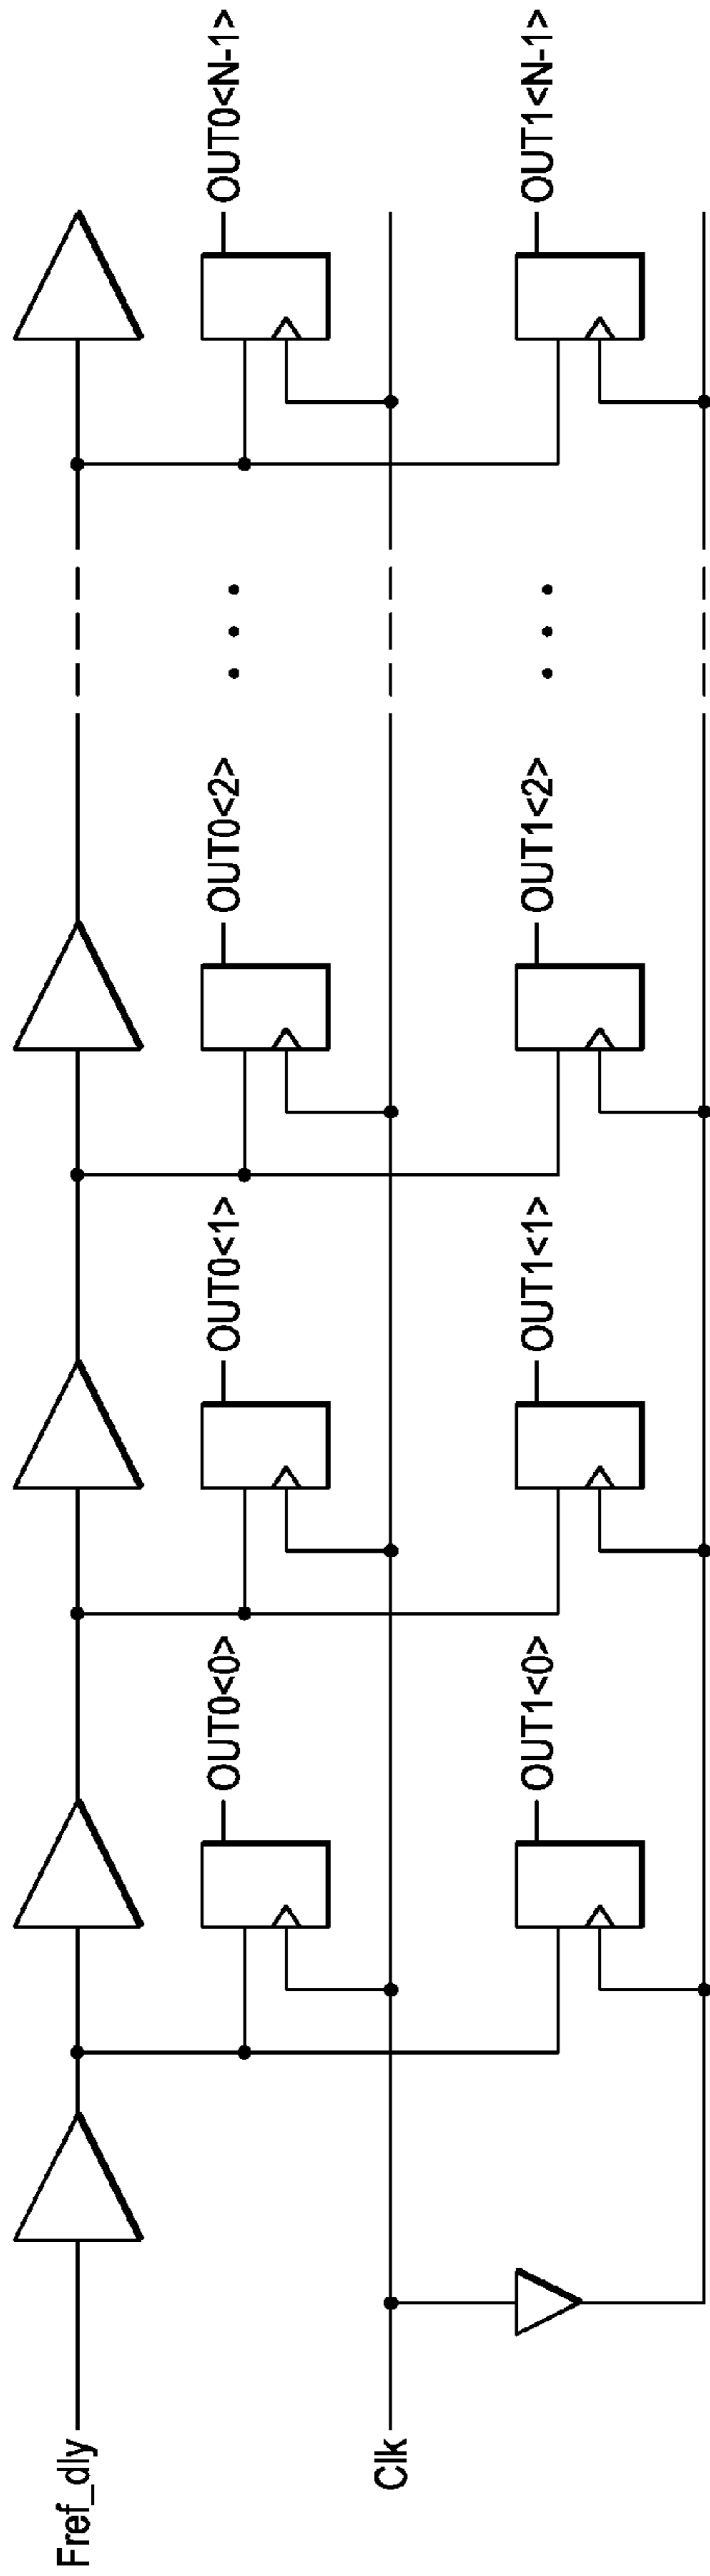 Fref_dly
OUT0<0>
OUT0<1>
OUT0<2>
OUT0<N-1>
Clk
OUT1<0>
OUT1<1>
OUT1<2>
OUT1<N-1>